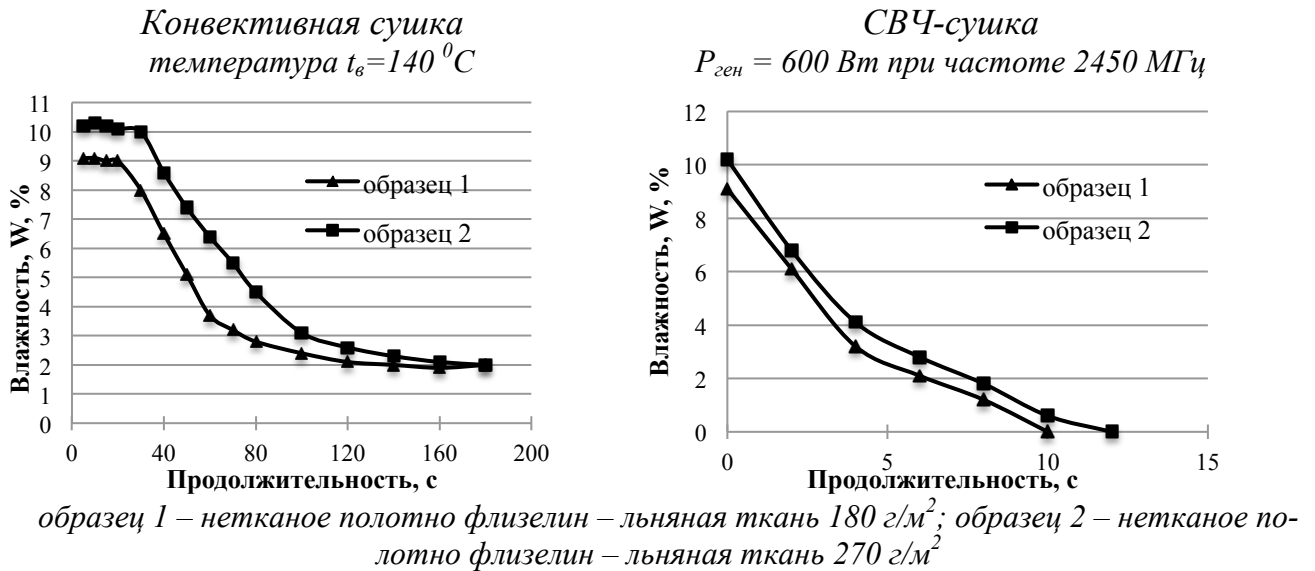 Конвективная сушка
температура tв=140 ⁰С
11
10
9
8
7
6
5
4
3
2
1
0
Влажность, W, %
образец 1
образец 2
0 40 80 120 160 200
Продолжительность, с
СВЧ-сушка
Pген = 600 Вт при частоте 2450 МГц
12
10
8
6
4
2
0
Влажность, W, %
образец 1
образец 2
0 5 10 15
Продолжительность, с
образец 1 – нетканое полотно флизелин – льняная ткань 180 г/м²; образец 2 – нетканое по-
лотно флизелин – льняная ткань 270 г/м²